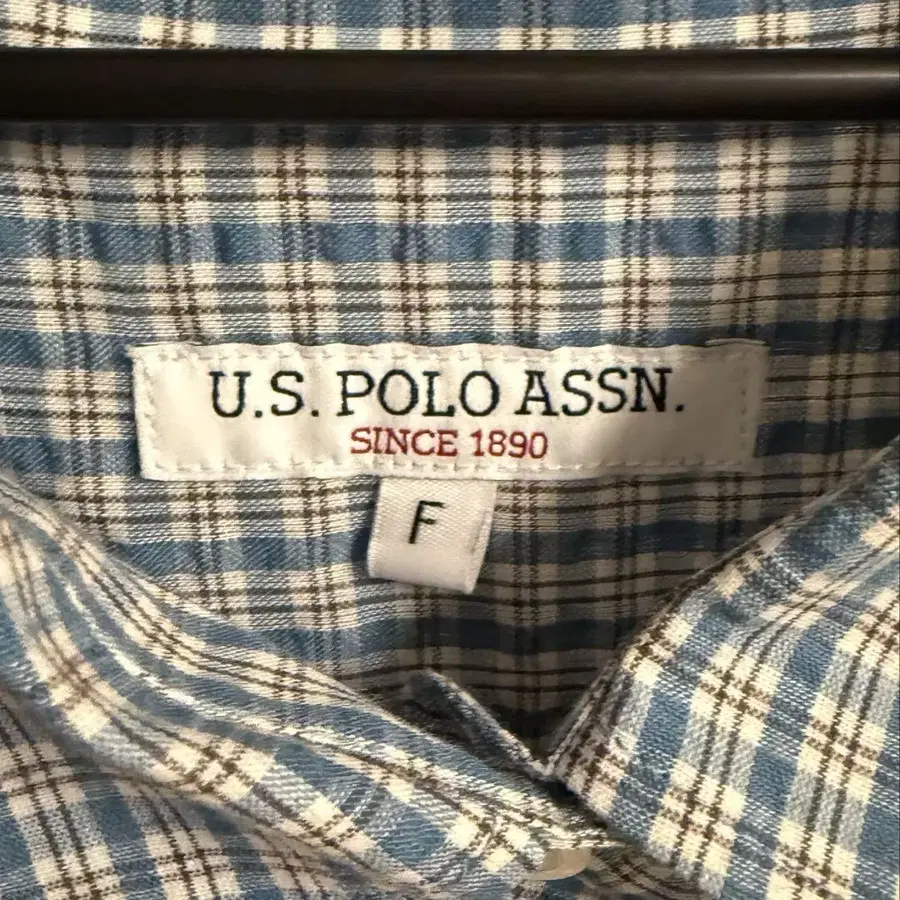 U.S. POLO ASSN.
SINCE 1890
F